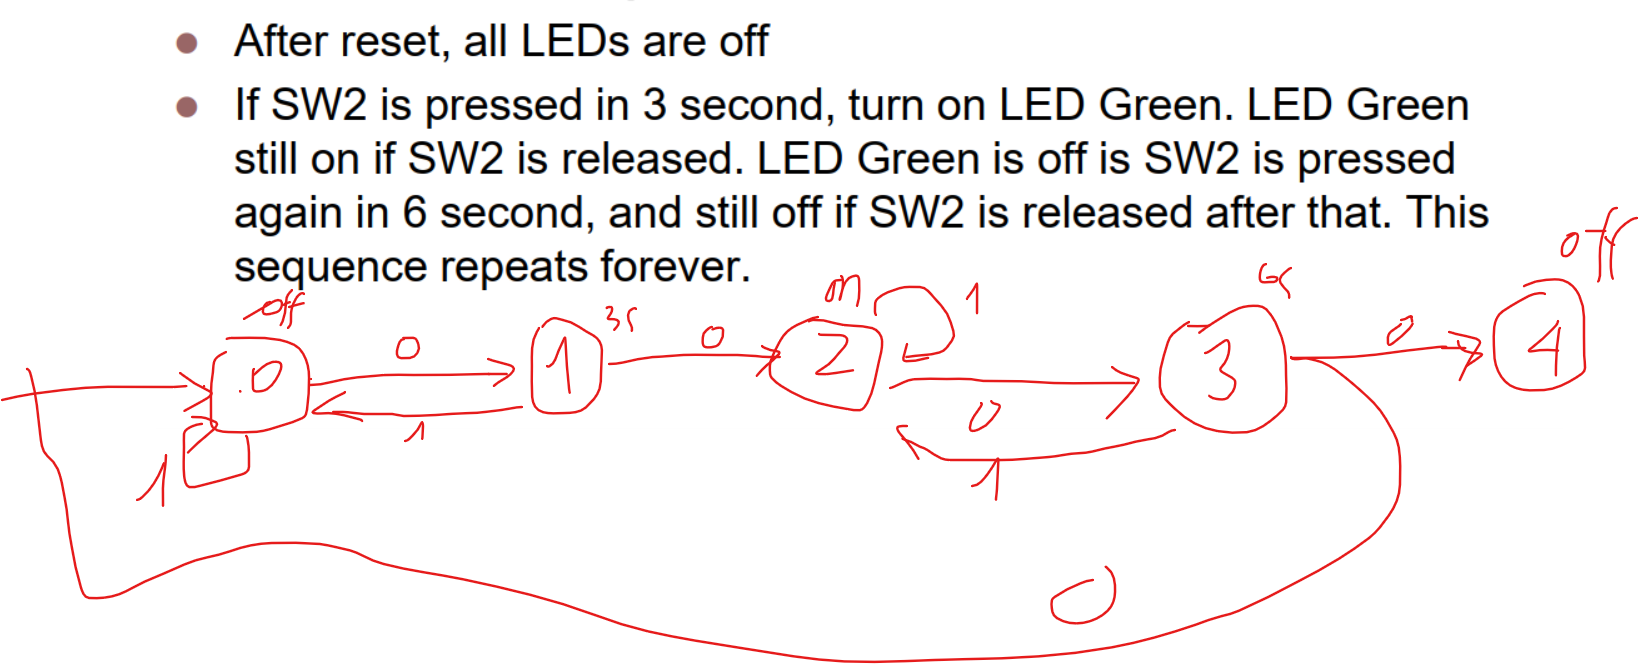 After reset, all LEDs are off
If SW2 is pressed in 3 second, turn on LED Green. LED Green
still on if SW2 is released. LED Green is off is SW2 is pressed
again in 6 second, and still off if SW2 is released after that. This
sequence repeats forever.
off
on
1
6s
off
0
1
3s
0
2
3
0
4
0
1
1
0
1
0